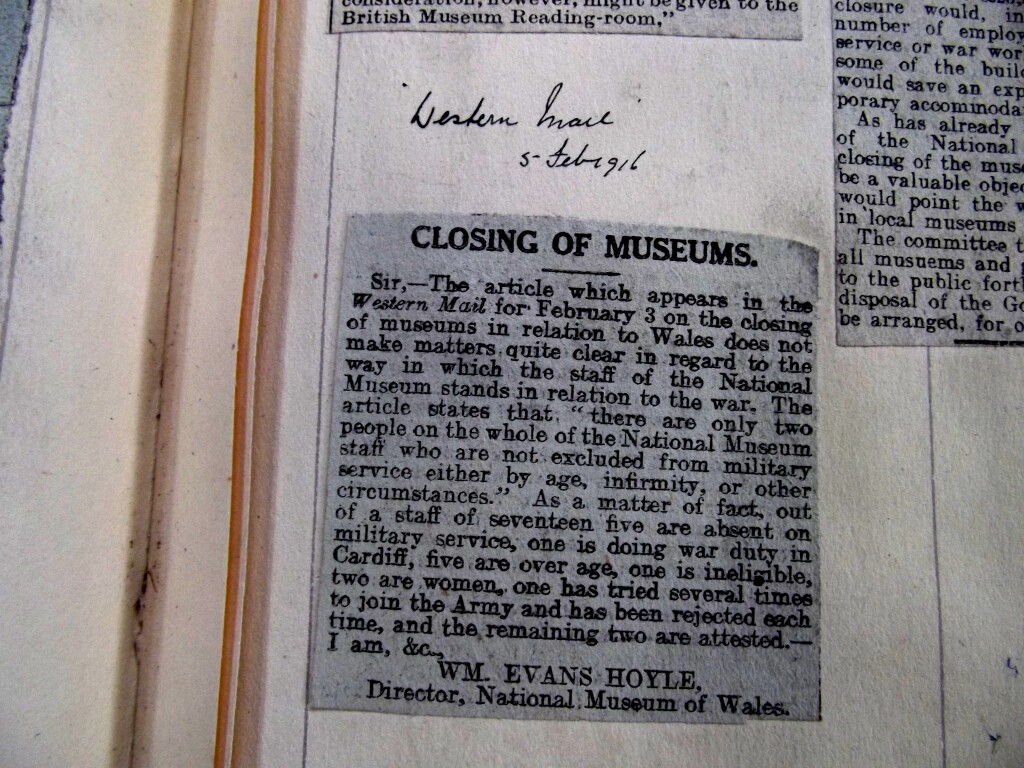 consideration, however, might be given to the
British Museum Reading-room,"
Western Mail
5 Feb 1916
CLOSING OF MUSEUMS.
Sir,—The article which appears in the
Western Mail for February 3 on the closing
of museums in relation to Wales does not
make matters quite clear in regard to the
way in which the staff of the National
Museum stands in relation to the war. The
article states that "there are only two
people on the whole of the National Museum
staff who are not excluded from military
service either by age, infirmity, or other
circumstances." As a matter of fact, out
of a staff of seventeen five are absent on
military service, one is doing war duty in
Cardiff, five are over age, one is ineligible,
two are women, one has tried several times
to join the Army and has been rejected each
time, and the remaining two are attested.—
I am, &c.,
WM. EVANS HOYLE,
Director, National Museum of Wales.
closure would, in
number of employ
service or war wor
some of the build
would save an exp
porary accommoda
As has already
of the National
closing of the muse
be a valuable objec
would point the w
in local museums
The committee t
all musuems and
to the public fort
disposal of the Go
be arranged, for o